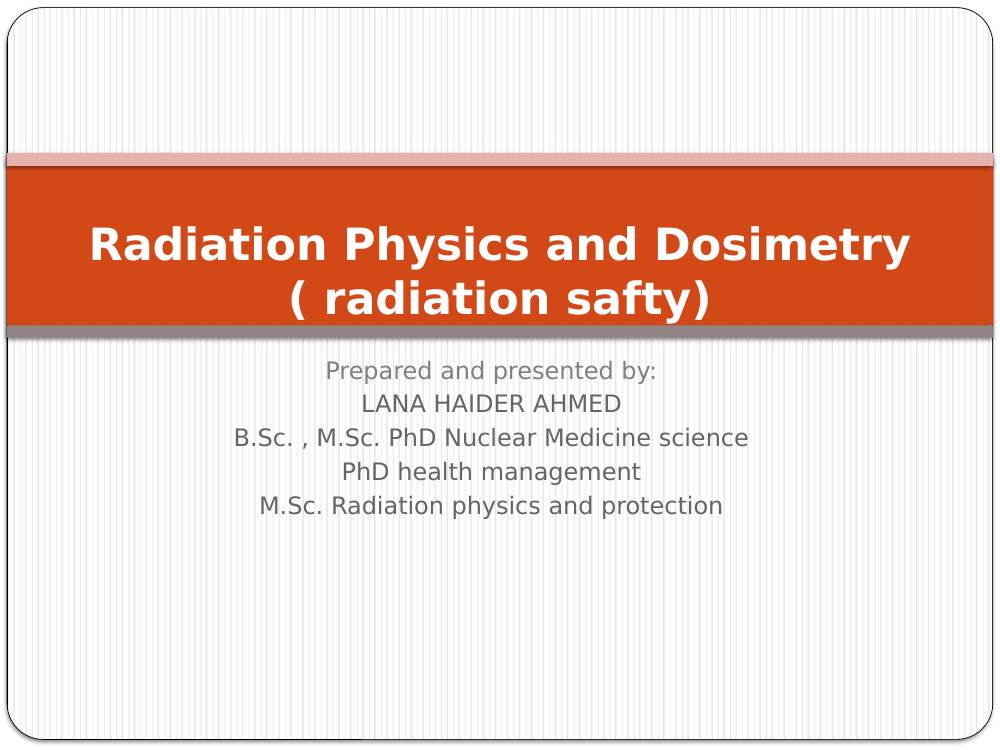 Radiation Physics and Dosimetry
( radiation safty)
Prepared and presented by:
LANA HAIDER AHMED
B.Sc. , M.Sc. PhD Nuclear Medicine science
PhD health management
M.Sc. Radiation physics and protection